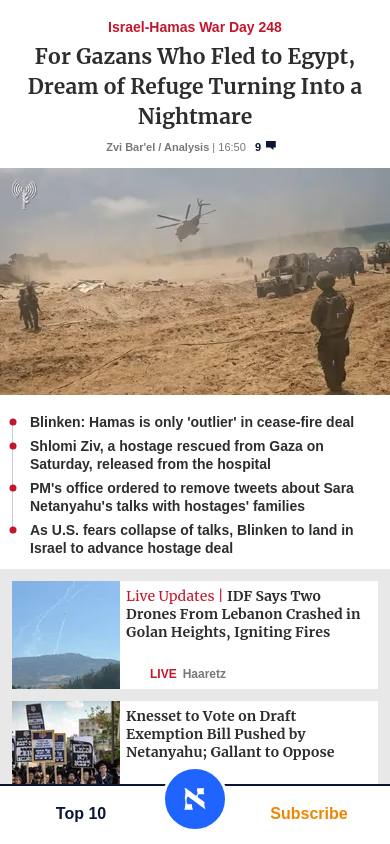 Israel-Hamas War Day 248
For Gazans Who Fled to Egypt,
Dream of Refuge Turning Into a
Nightmare
Zvi Bar'el / Analysis | 16:50 9
Blinken: Hamas is only 'outlier' in cease-fire deal
Shlomi Ziv, a hostage rescued from Gaza on
Saturday, released from the hospital
PM's office ordered to remove tweets about Sara
Netanyahu's talks with hostages' families
As U.S. fears collapse of talks, Blinken to land in
Israel to advance hostage deal
Live Updates | IDF Says Two
Drones From Lebanon Crashed in
Golan Heights, Igniting Fires
LIVE Haaretz
Knesset to Vote on Draft
Exemption Bill Pushed by
Netanyahu; Gallant to Oppose
Top 10
א
Subscribe